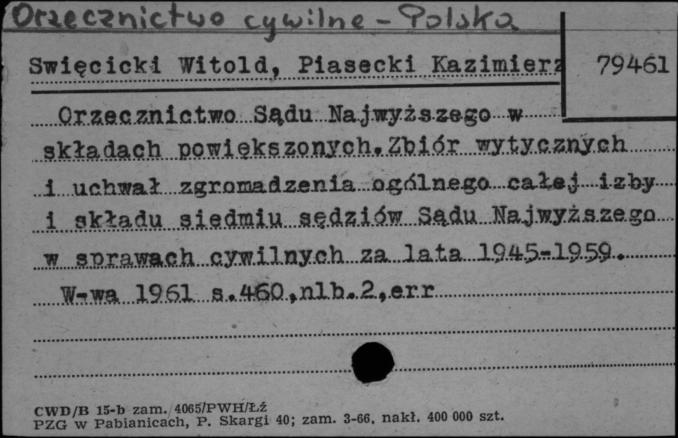 Orzecznictwo cywilne - Polska
Swięcicki Witold, Piasecki Kazimierz
79461
Orzecznictwo Sądu Najwyższego w
składach powiększonych.Zbiór wytycznych
i uchwał zgromadzenia ogólnego całej izby
i składu siedmiu sędziów Sądu Najwyższego
w sprawach cywilnych za lata 1945-1959.
W-wa 1961 s.460,nlb.2,err
CWD/B 15-b zam. 4065/PWH/Łź
PZG w Pabianicach, P. Skargi 40; zam. 3-66, nakł. 400 000 szt.